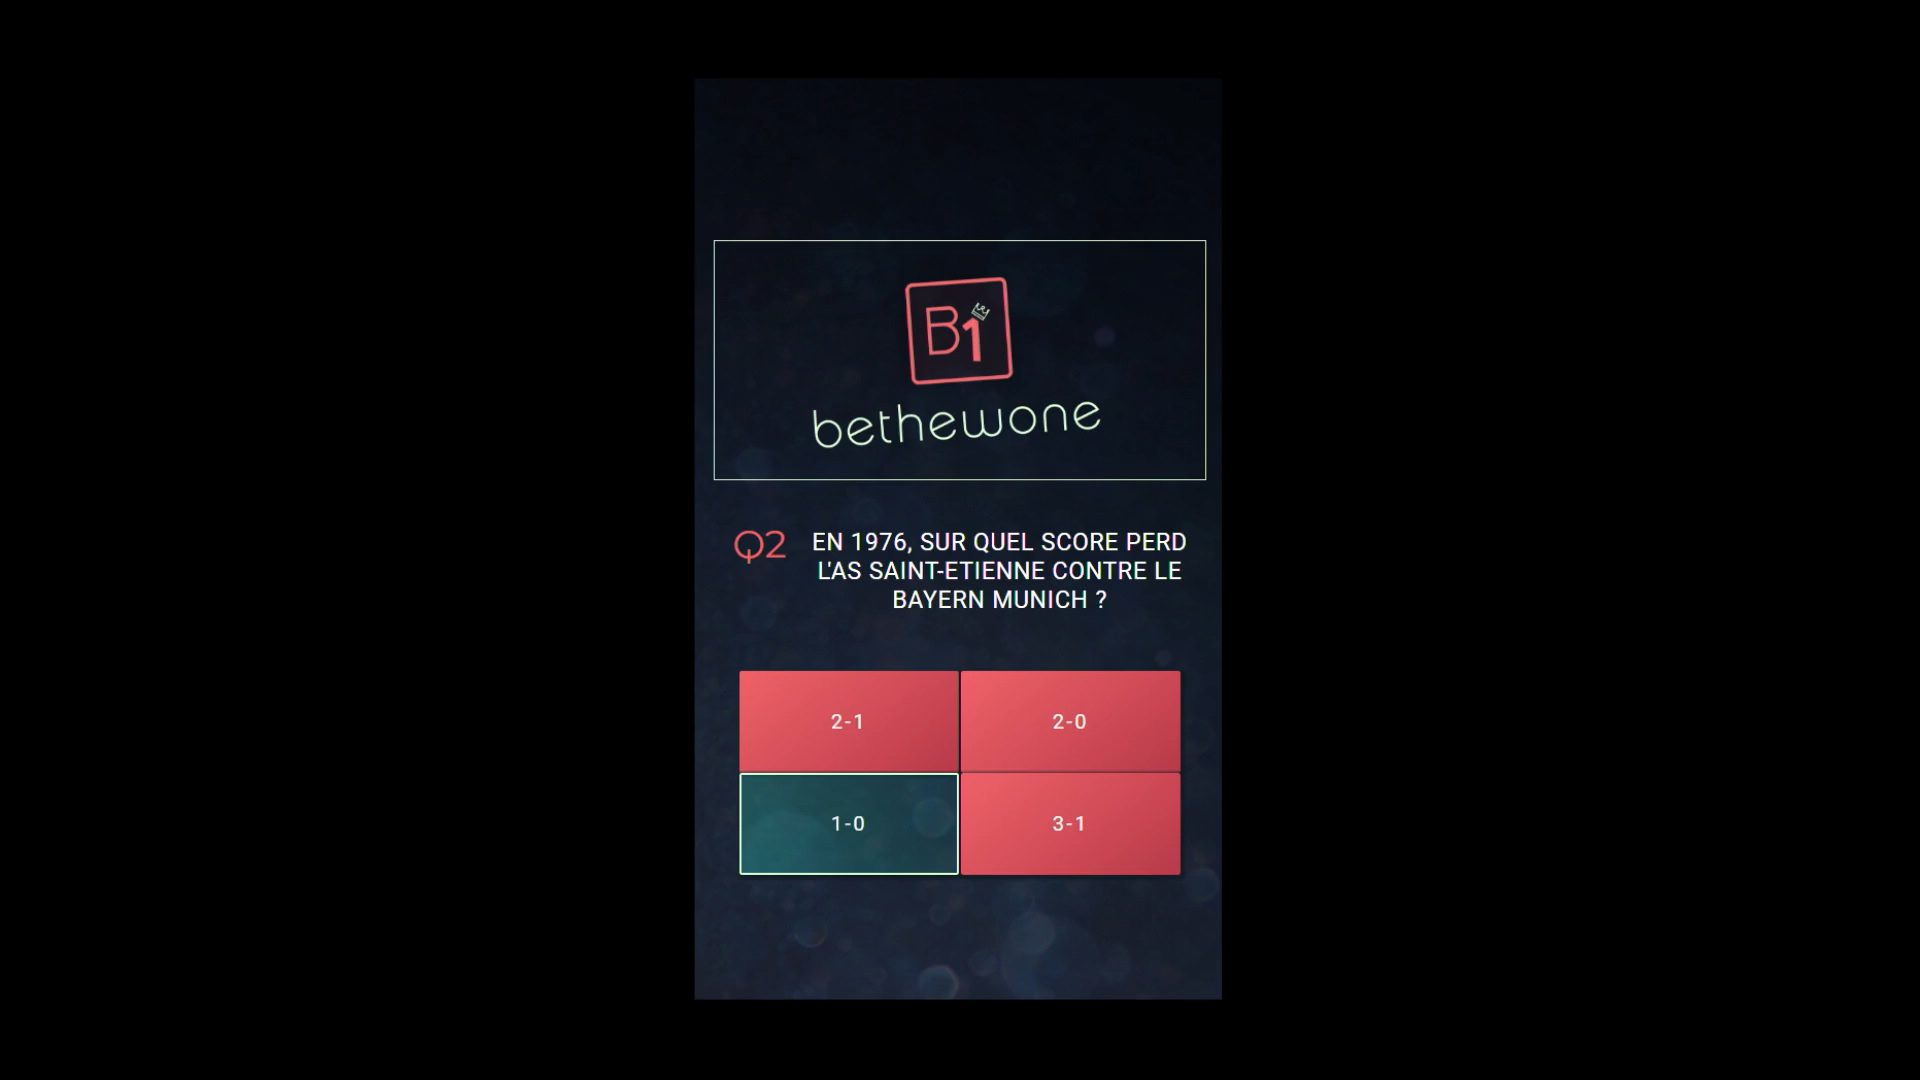 B1
bethewone
Q2
EN 1976, SUR QUEL SCORE PERD
L'AS SAINT-ETIENNE CONTRE LE
BAYERN MUNICH ?
2-1
2-0
1-0
3-1